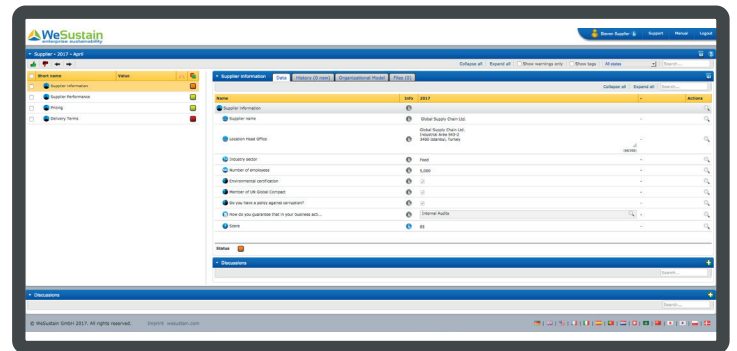 WeSustain
enterprise sustainability
Steven Supplier
Support
Manual
Logout
Supplier - 2017 - April
Collapse all | Expand all
Show warnings only
Show tags
All states
Search...
Short name
Value
Supplier Information
Supplier Performance
Pricing
Delivery Terms
Supplier Information
Data
History (0 new)
Organisational Model
Files (0)
Collapse all | Expand all
Search...
Name
Info
2017
-
Actions
Supplier Information
Supplier name
Global Supply Chain Ltd.
-
Location Head Office
Global Supply Chain Ltd.
Industrial Area 543-2
3400 Istanbul, Turkey
-
Industry sector
Food
-
Number of employees
5,000
-
Environmental certification
-
Member of UN Global Compact
-
Do you have a policy against corruption?
-
How do you guarantee that in your business acti...
Internal Audits
-
Score
85
-
Status
Discussions
Search...
Discussions
Search...
© WeSustain GmbH 2017. All rights reserved.
Imprint
wesustain.com